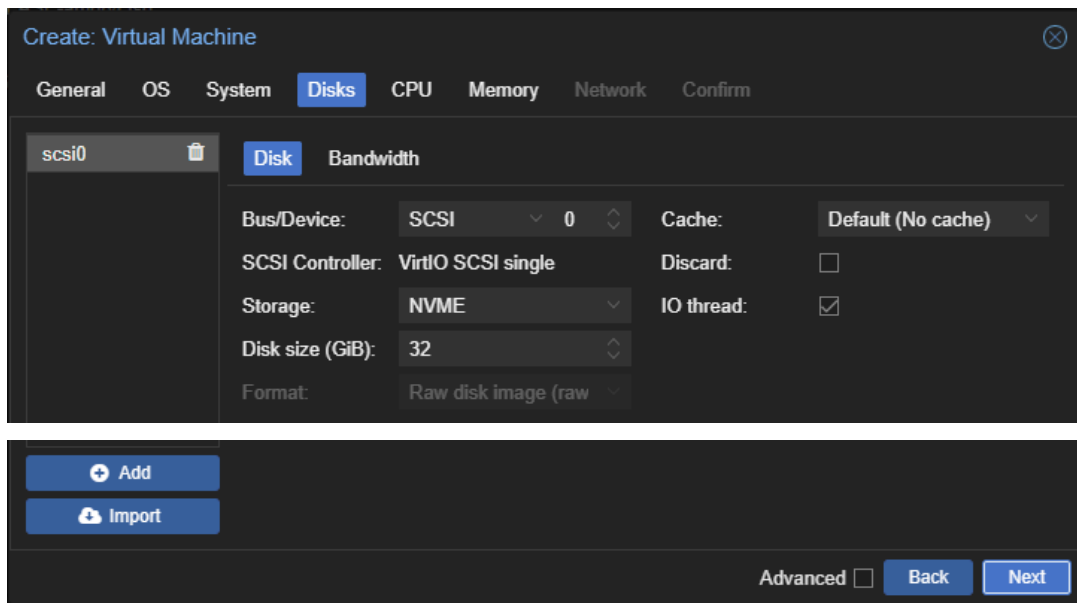 Create: Virtual Machine
General OS System Disks CPU Memory Network Confirm
scsi0
Disk Bandwidth
Bus/Device: SCSI 0 Cache: Default (No cache)
SCSI Controller: VirtIO SCSI single Discard:
Storage: NVME IO thread:
Disk size (GiB): 32
Format: Raw disk image (raw
Add
Import
Advanced Back Next